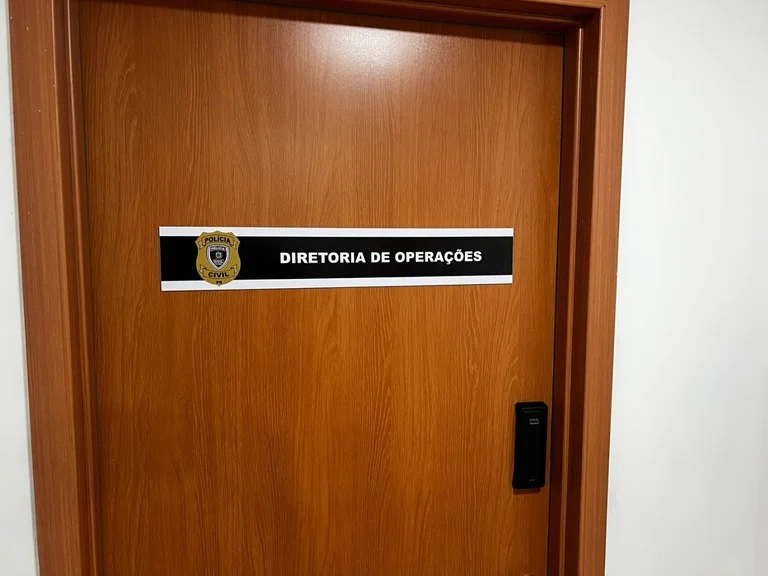 POLÍCIA
CIVIL
DIRETORIA DE OPERAÇÕES